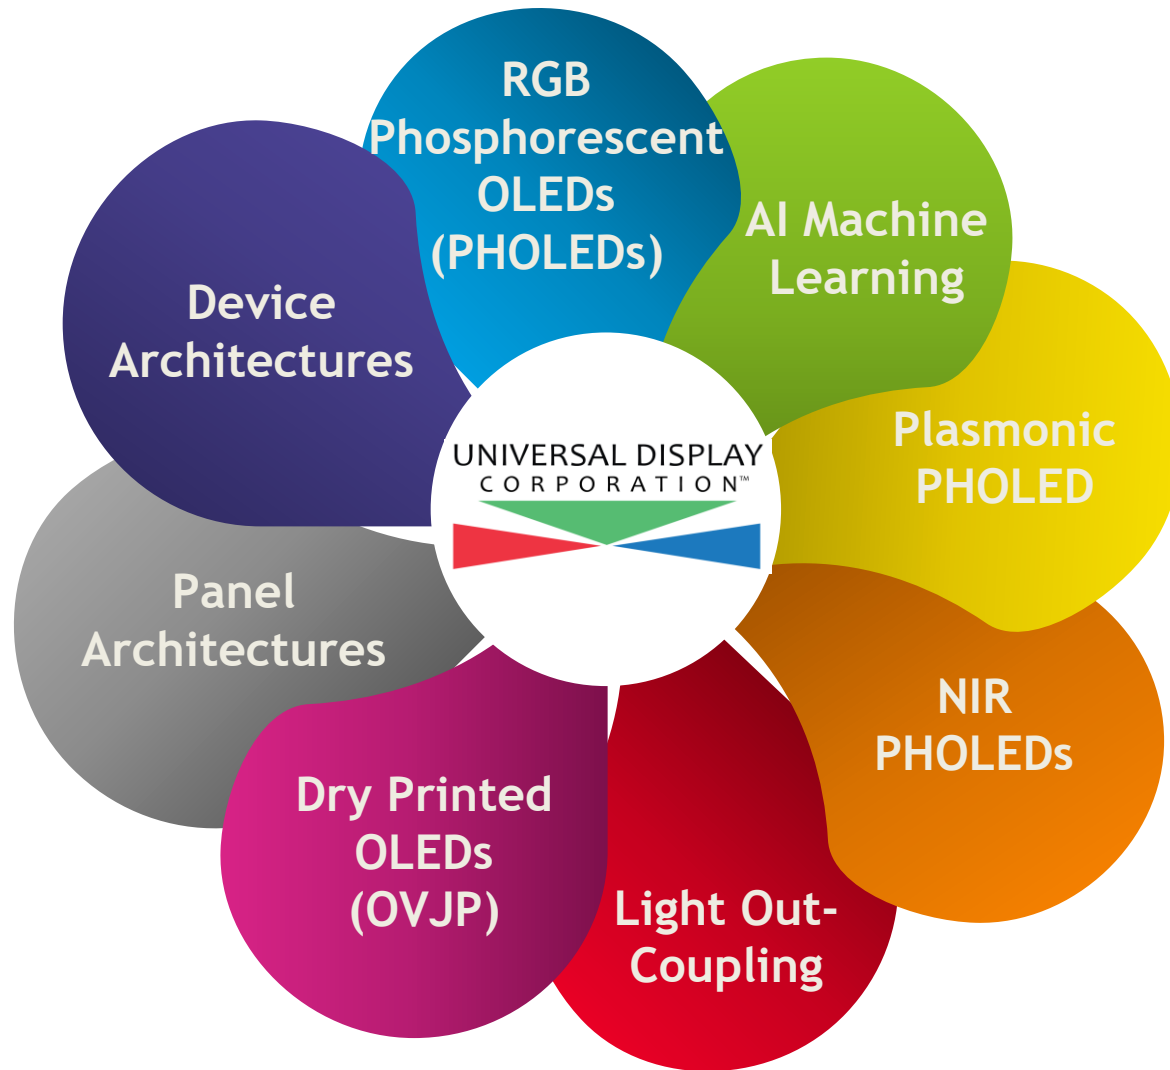 RGB
Phosphorescent
OLEDs
(PHOLEDs)
AI Machine
Learning
Plasmonic
PHOLED
NIR
PHOLEDs
Light Out-
Coupling
Dry Printed
OLEDs
(OVJP)
Panel
Architectures
Device
Architectures
UNIVERSAL DISPLAY
CORPORATION™